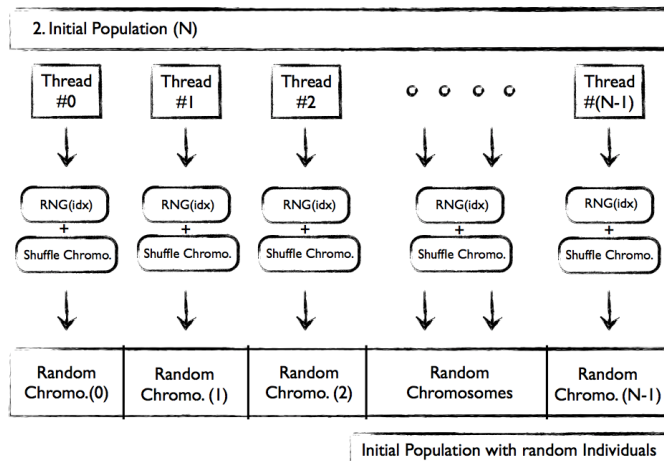 2. Initial Population (N)
Thread
#0
Thread
#1
Thread
#2
Thread
#(N-1)
RNG(idx)
+
Shuffle Chromo.
RNG(idx)
+
Shuffle Chromo.
RNG(idx)
+
Shuffle Chromo.
RNG(idx)
+
Shuffle Chromo.
RNG(idx)
+
Shuffle Chromo.
Random
Chromo.(0)
Random
Chromo. (1)
Random
Chromo. (2)
Random
Chromosomes
Random
Chromo. (N-1)
Initial Population with random Individuals